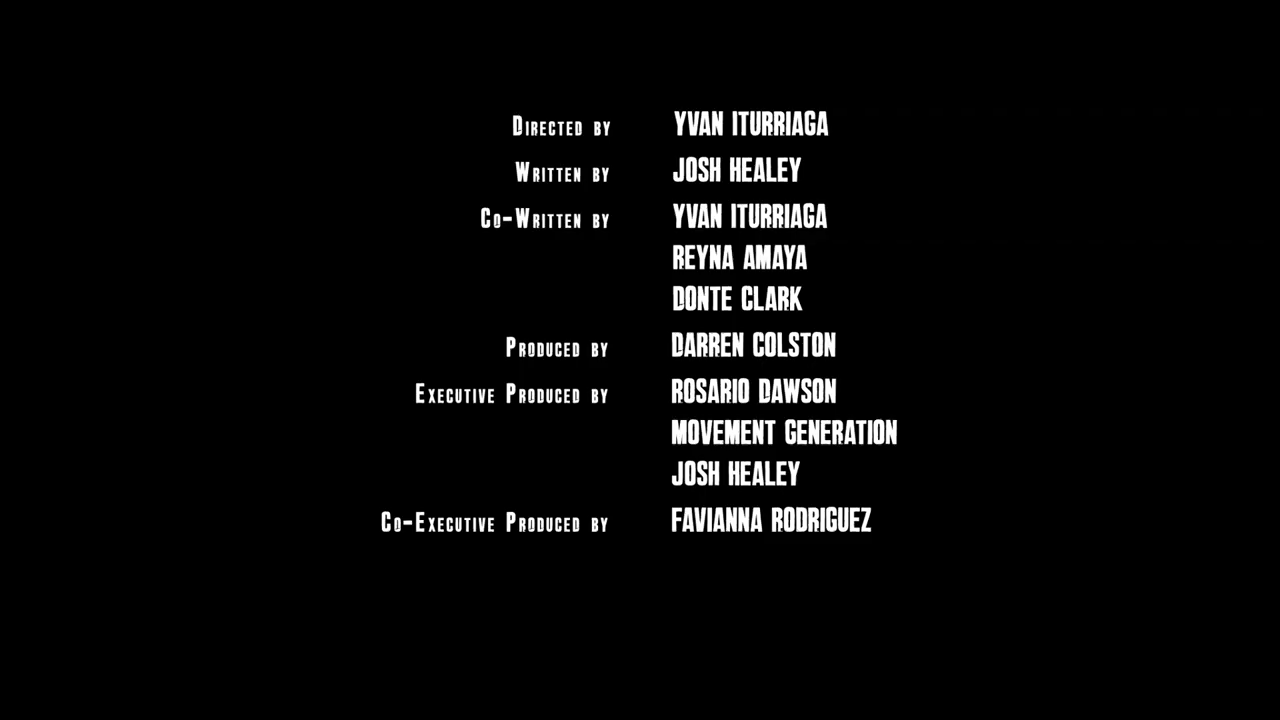 Directed by YVAN ITURRIAGA
Written by JOSH HEALEY
Co-Written by YVAN ITURRIAGA
REYNA AMAYA
DONTE CLARK
Produced by DARREN COLSTON
Executive Produced by ROSARIO DAWSON
MOVEMENT GENERATION
JOSH HEALEY
Co-Executive Produced by FAVIANNA RODRIGUEZ